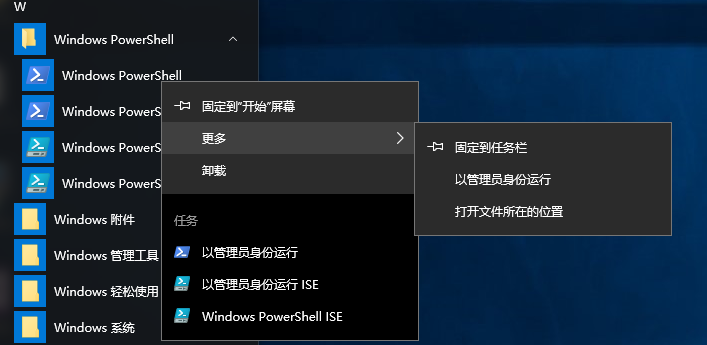 W
Windows PowerShell
Windows PowerShell
Windows PowerS
Windows PowerS
Windows PowerS
Windows 附件
Windows 管理工具
Windows 轻松使用
Windows 系统
固定到"开始"屏幕
更多
卸载
任务
以管理员身份运行
以管理员身份运行 ISE
Windows PowerShell ISE
固定到任务栏
以管理员身份运行
打开文件所在的位置